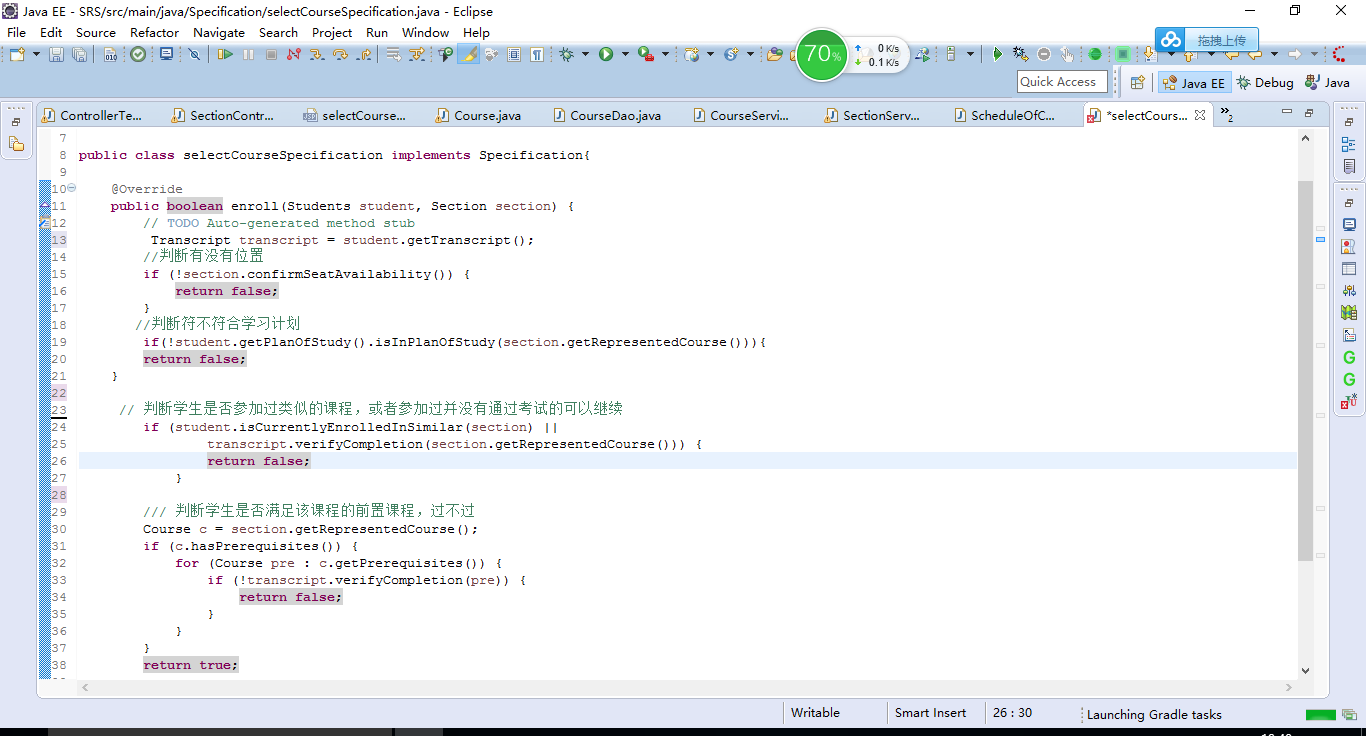 Java EE - SRS/src/main/java/Specification/selectCourseSpecification.java - Eclipse
File Edit Source Refactor Navigate Search Project Run Window Help
70% 0 K/s
0.1 K/s
拖拽上传
Quick Access Java EE Debug Java
ControllerTe... SectionContr... selectCourse... Course.java CourseDao.java CourseServi... SectionServ... ScheduleOfC... *selectCours... »2
7
8 public class selectCourseSpecification implements Specification{
9
10 @Override
11 public boolean enroll(Students student, Section section) {
12 // TODO Auto-generated method stub
13 Transcript transcript = student.getTranscript();
14 //判断有没有位置
15 if (!section.confirmSeatAvailability()) {
16 return false;
17 }
18 //判断符不符合学习计划
19 if(!student.getPlanOfStudy().isInPlanOfStudy(section.getRepresentedCourse())){
20 return false;
21 }
22
23 // 判断学生是否参加过类似的课程，或者参加过并没有通过考试的可以继续
24 if (student.isCurrentlyEnrolledInSimilar(section) ||
25 transcript.verifyCompletion(section.getRepresentedCourse())) {
26 return false;
27 }
28
29 /// 判断学生是否满足该课程的前置课程，过不过
30 Course c = section.getRepresentedCourse();
31 if (c.hasPrerequisites()) {
32 for (Course pre : c.getPrerequisites()) {
33 if (!transcript.verifyCompletion(pre)) {
34 return false;
35 }
36 }
37 }
38 return true;
Writable Smart Insert 26 : 30 Launching Gradle tasks